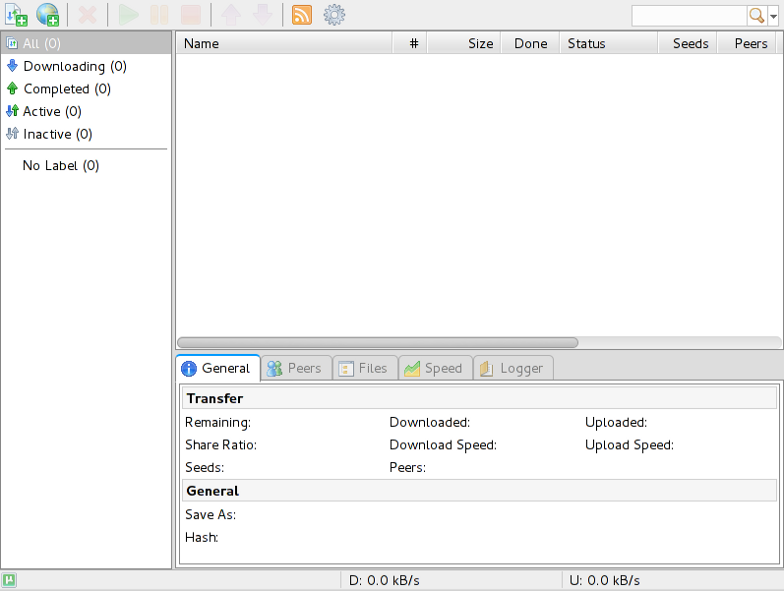 All (0)
Downloading (0)
Completed (0)
Active (0)
Inactive (0)
No Label (0)
Name # Size Done Status Seeds Peers
General Peers Files Speed Logger
Transfer
Remaining: Downloaded: Uploaded:
Share Ratio: Download Speed: Upload Speed:
Seeds: Peers:
General
Save As:
Hash:
D: 0.0 kB/s U: 0.0 kB/s